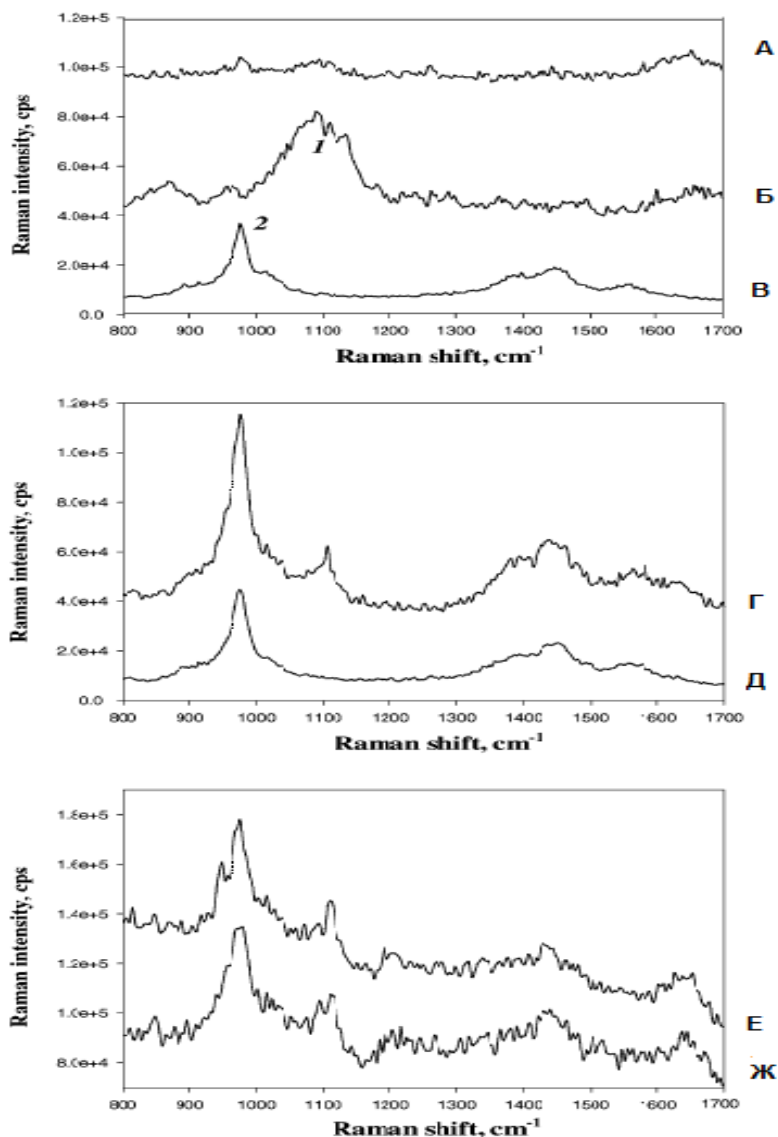 1.2e+5
1.0e+5
8.0e+4
6.0e+4
4.0e+4
2.0e+4
0.0
Raman intensity, cps
А
1
Б
2
В
800 900 1000 1100 1200 1300 1400 1500 1600 1700
Raman shift, cm-1
1.2e+5
1.0e+5
8.0e+4
6.0e+4
4.0e+4
2.0e+4
0.0
Raman intensity, cps
Г
Д
800 900 1000 1100 1200 1300 1400 1500 1600 1700
Raman shift, cm-1
1.8e+5
1.6e+5
1.4e+5
1.2e+5
1.0e+5
8.0e+4
Raman intensity, cps
Е
Ж
800 900 1000 1100 1200 1300 1400 1500 1600 1700
Raman shift, cm-1